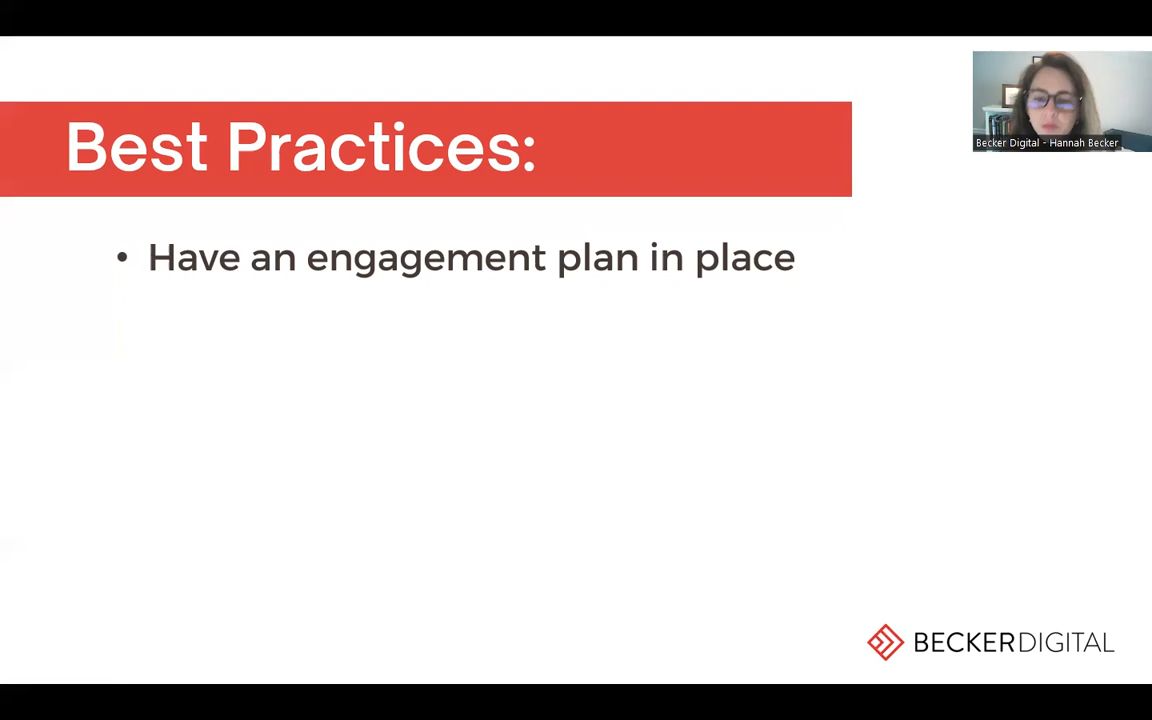 Best Practices:
• Have an engagement plan in place
Becker Digital - Hannah Becker
BECKERDIGITAL